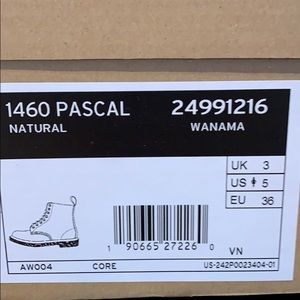 1460 PASCAL 24991216
NATURAL WANAMA
UK 3
US 5
EU 36
1 90665 27226 0
VN
AW004 CORE US-242P0023404-01